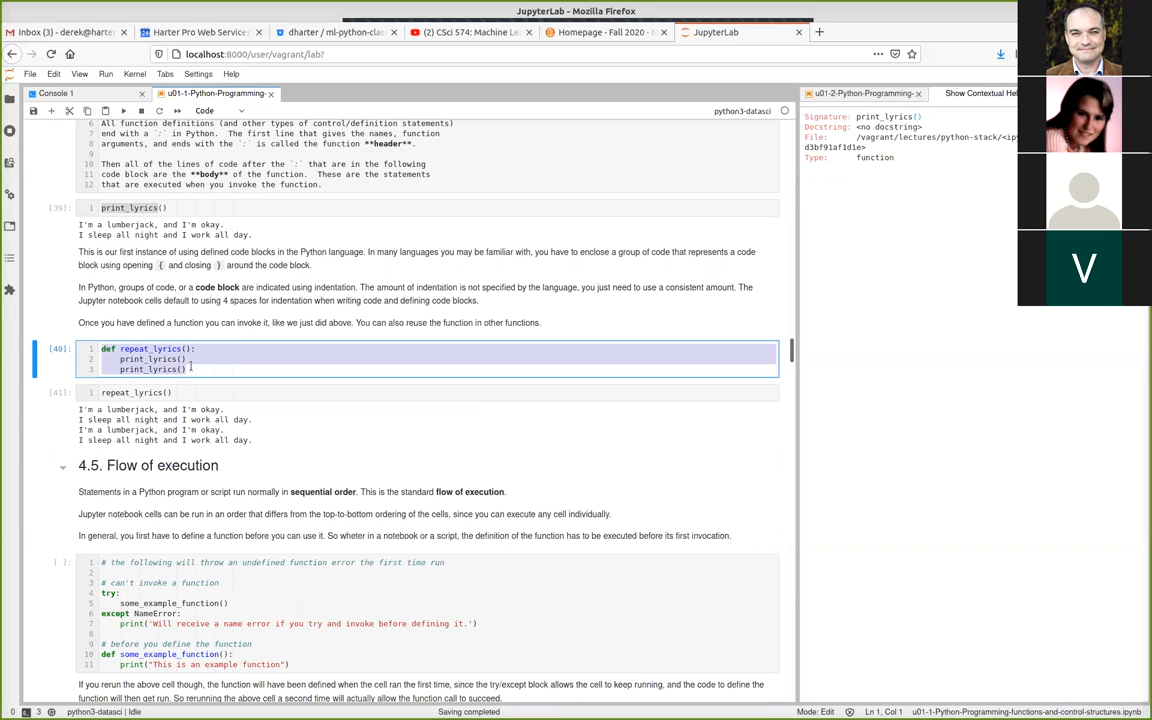 JupyterLab - Mozilla Firefox
Inbox (3) - derek@harte
Harter Pro Web Services
dharter / ml-python-clas
(2) CSci 574: Machine Le
Homepage - Fall 2020 -
JupyterLab
localhost:8000/user/vagrant/lab?
File Edit View Run Kernel Tabs Settings Help
Console 1
u01-1-Python-Programming-
u01-2-Python-Programming-
Show Contextual Hel
Code
python3-datasci
6 All function definitions (and other types of control/definition statements)
7 end with a `:` in Python. The first line that gives the names, function
8 arguments, and ends with the `:` is called the function **header**.
9
10 Then all of the lines of code after the `:` that are in the following
11 code block are the **body** of the function. These are the statements
12 that are executed when you invoke the function.
[39]: 1 print_lyrics()
I'm a lumberjack, and I'm okay.
I sleep all night and I work all day.
This is our first instance of using defined code blocks in the Python language. In many languages you may be familiar with, you have to enclose a group of code that represents a code
block using opening { and closing } around the code block.
In Python, groups of code, or a code block are indicated using indentation. The amount of indentation is not specified by the language, you just need to use a consistent amount. The
Jupyter notebook cells default to using 4 spaces for indentation when writing code and defining code blocks.
Once you have defined a function you can invoke it, like we just did above. You can also reuse the function in other functions.
[40]: 1 def repeat_lyrics():
2 print_lyrics()
3 print_lyrics()
[41]: 1 repeat_lyrics()
I'm a lumberjack, and I'm okay.
I sleep all night and I work all day.
I'm a lumberjack, and I'm okay.
I sleep all night and I work all day.
4.5. Flow of execution
Statements in a Python program or script run normally in sequential order. This is the standard flow of execution.
Jupyter notebook cells can be run in an order that differs from the top-to-bottom ordering of the cells, since you can execute any cell individually.
In general, you first have to define a function before you can use it. So wheter in a notebook or a script, the definition of the function has to be executed before its first invocation.
[ ]: 1 # the following will throw an undefined function error the first time run
2
3 # can't invoke a function
4 try:
5 some_example_function()
6 except NameError:
7 print('Will receive a name error if you try and invoke before defining it.')
8
9 # before you define the function
10 def some_example_function():
11 print("This is an example function")
If you rerun the above cell though, the function will have been defined when the cell ran the first time, since the try/except block allows the cell to keep running, and the code to define the
function will then get run. So rerunning the above cell a second time will actually allow the function call to succeed.
Signature: print_lyrics()
Docstring: <no docstring>
File: /vagrant/lectures/python-stack/<ipy
d3bf91af1d1e>
Type: function
V
0 3 python3-datasci | Idle
Saving completed
Mode: Edit
Ln 1, Col 1
u01-1-Python-Programming-functions-and-control-structures.ipynb